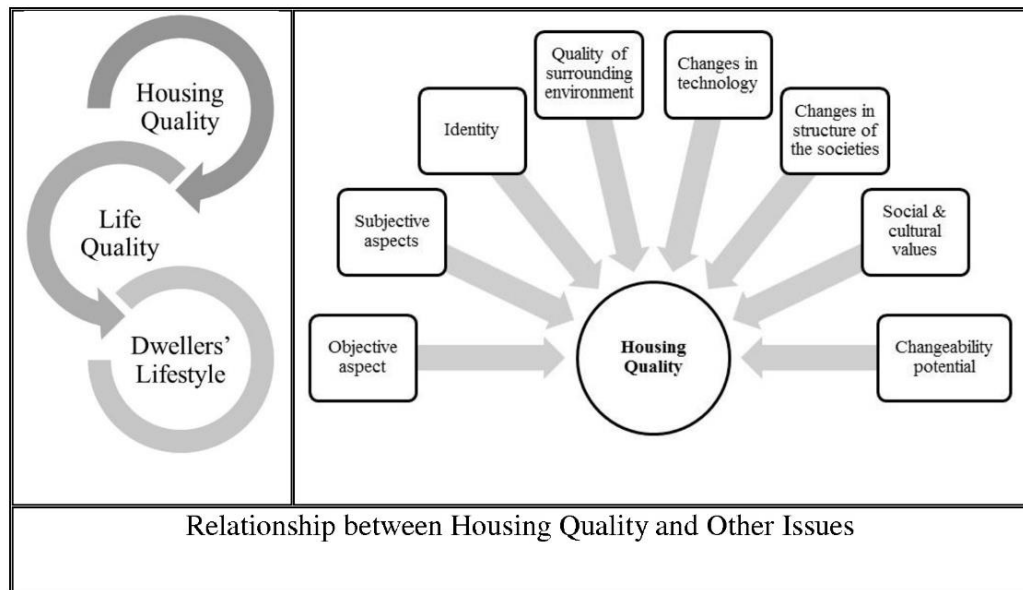 Housing
Quality
Life
Quality
Dwellers’
Lifestyle
Objective
aspect
Subjective
aspects
Identity
Quality of
surrounding
environment
Changes in
technology
Changes in
structure of
the societies
Social &
cultural
values
Changeability
potential
Housing
Quality
Relationship between Housing Quality and Other Issues